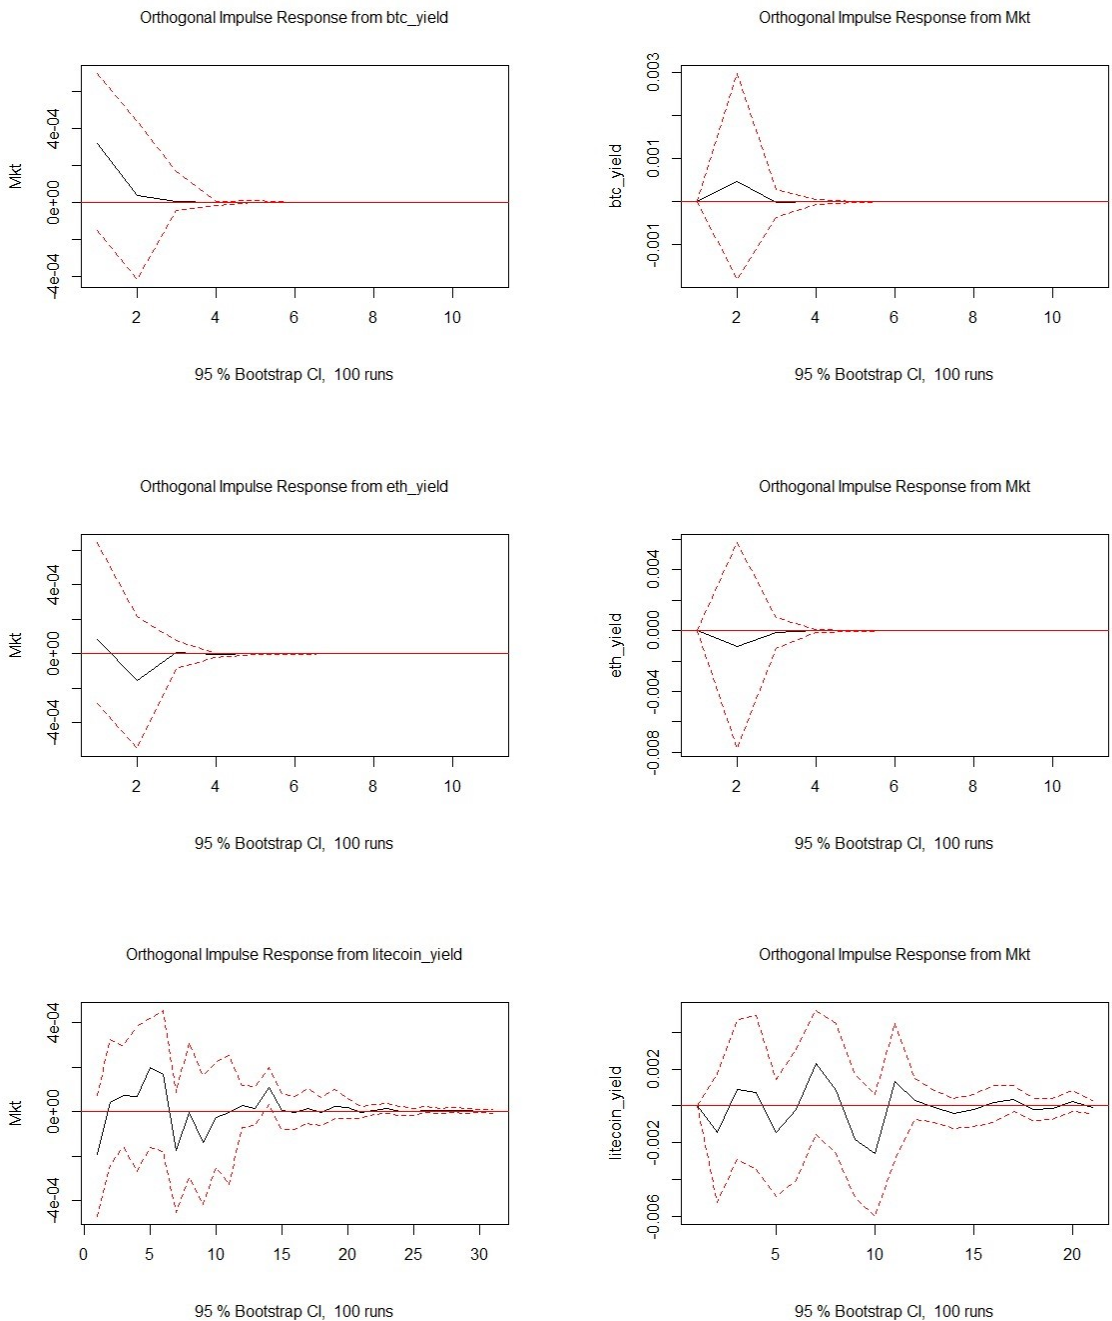 Orthogonal Impulse Response from btc_yield
Mkt
4e-04
0e+00
-4e-04
2 4 6 8 10
95 % Bootstrap CI, 100 runs
Orthogonal Impulse Response from Mkt
btc_yield
0.003
0.001
-0.001
2 4 6 8 10
95 % Bootstrap CI, 100 runs
Orthogonal Impulse Response from eth_yield
Mkt
4e-04
0e+00
-4e-04
2 4 6 8 10
95 % Bootstrap CI, 100 runs
Orthogonal Impulse Response from Mkt
eth_yield
0.004
0.000
-0.004
-0.008
2 4 6 8 10
95 % Bootstrap CI, 100 runs
Orthogonal Impulse Response from litecoin_yield
Mkt
4e-04
0e+00
-4e-04
0 5 10 15 20 25 30
95 % Bootstrap CI, 100 runs
Orthogonal Impulse Response from Mkt
litecoin_yield
0.002
-0.002
-0.006
5 10 15 20
95 % Bootstrap CI, 100 runs